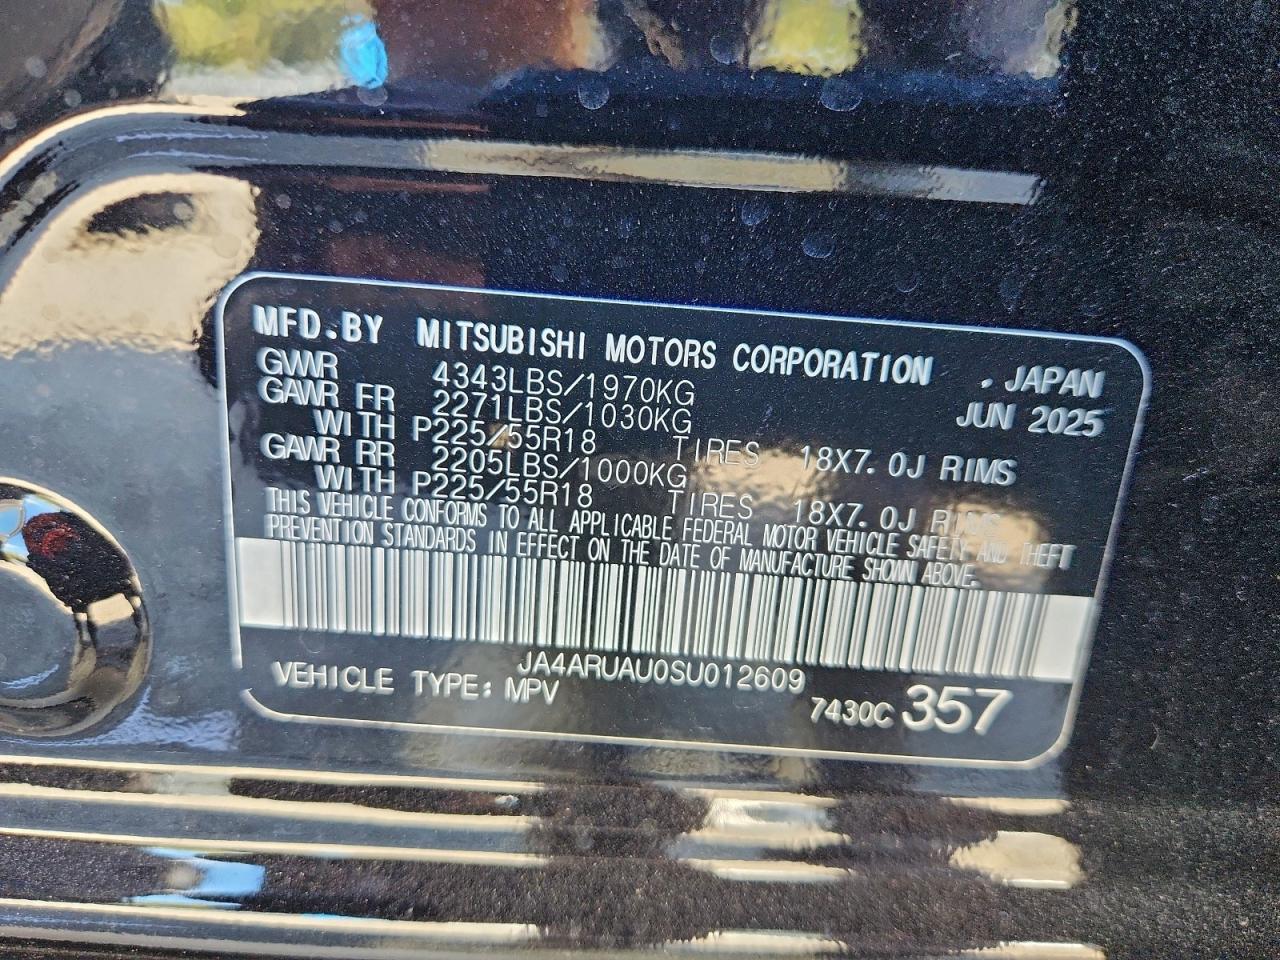 MFD.BY MITSUBISHI MOTORS CORPORATION . JAPAN
GWWR 4343LBS/1970KG JUN 2025
GAWR FR 2271LBS/1030KG
WITH P225/55R18 TIRES 18X7.0J RIMS
GAWR RR 2205LBS/1000KG
WITH P225/55R18 TIRES 18X7.0J RIMS
THIS VEHICLE CONFORMS TO ALL APPLICABLE FEDERAL MOTOR VEHICLE SAFETY AND THEFT
PREVENTION STANDARDS IN EFFECT ON THE DATE OF MANUFACTURE SHOWN ABOVE.
JA4ARUAU0SU012609
VEHICLE TYPE: MPV 7430C 357